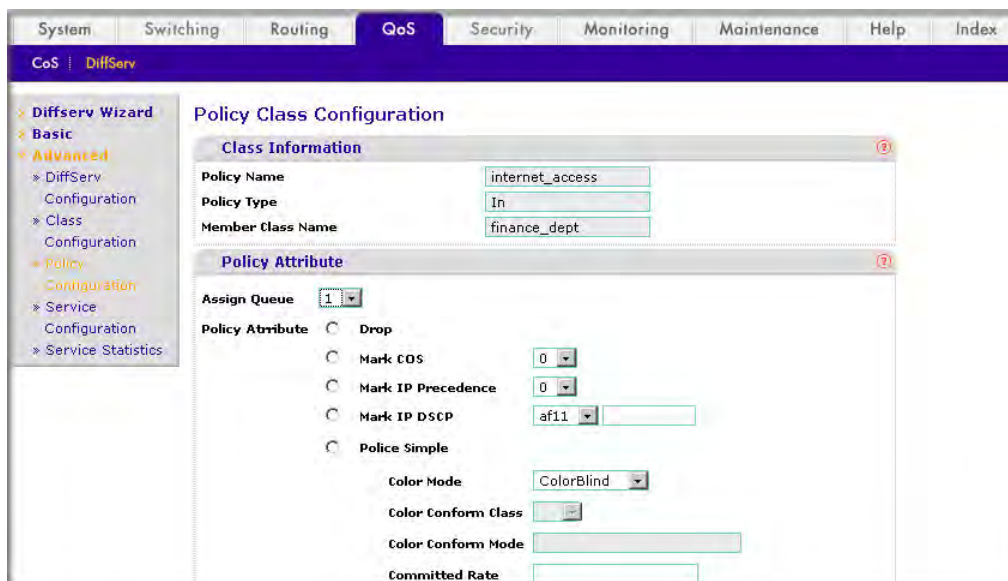 System Switching Routing QoS Security Monitoring Maintenance Help Index
CoS | DiffServ
Diffserv Wizard
Basic
Advanced
» DiffServ
Configuration
» Class
Configuration
» Policy
Configuration
» Service
Configuration
» Service Statistics
Policy Class Configuration
Class Information ?
Policy Name internet_access
Policy Type In
Member Class Name finance_dept
Policy Attribute ?
Assign Queue 1
Policy Attribute Drop
Mark COS 0
Mark IP Precedence 0
Mark IP DSCP af11
Police Simple
Color Mode ColorBlind
Color Conform Class
Color Conform Mode
Committed Rate